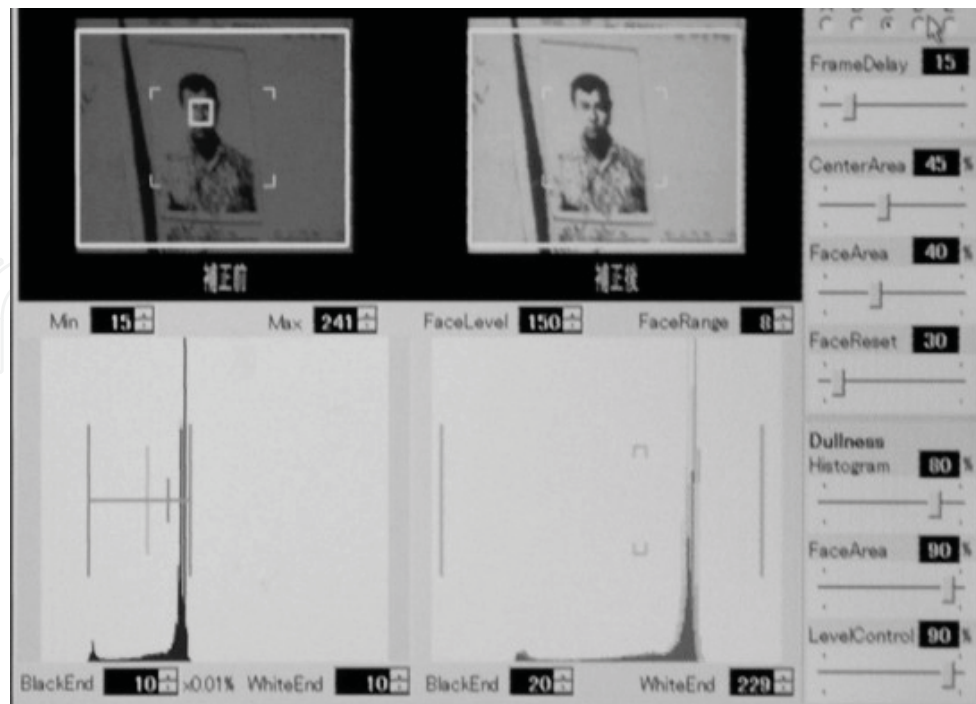 FrameDelay 15
CenterArea 45 %
FaceArea 40 %
FaceReset 30
補正前
補正後
Min 15 Max 241 FaceLevel 150 FaceRange 8
Dullness
Histogram 80 %
FaceArea 90 %
LevelControl 90 %
BlackEnd 10 x0.01% WhiteEnd 10 BlackEnd 20 WhiteEnd 229